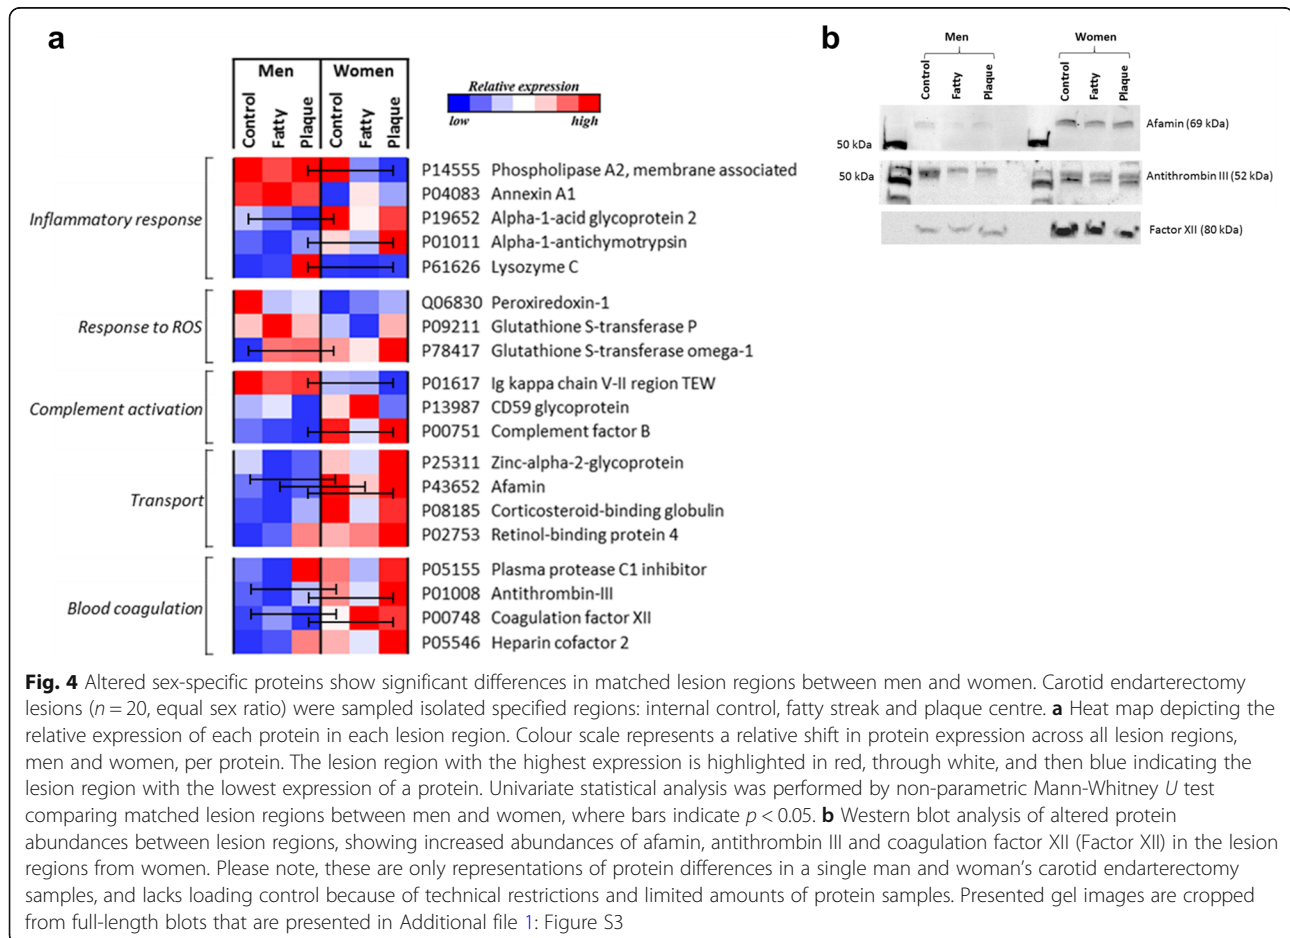 a
Men Women
Control Fatty Plaque Control Fatty Plaque
Relative expression
low high
Inflammatory response
P14555 Phospholipase A2, membrane associated
P04083 Annexin A1
P19652 Alpha-1-acid glycoprotein 2
P01011 Alpha-1-antichymotrypsin
P61626 Lysozyme C
Response to ROS
Q06830 Peroxiredoxin-1
P09211 Glutathione S-transferase P
P78417 Glutathione S-transferase omega-1
Complement activation
P01617 Ig kappa chain V-II region TEW
P13987 CD59 glycoprotein
P00751 Complement factor B
Transport
P25311 Zinc-alpha-2-glycoprotein
P43652 Afamin
P08185 Corticosteroid-binding globulin
P02753 Retinol-binding protein 4
Blood coagulation
P05155 Plasma protease C1 inhibitor
P01008 Antithrombin-III
P00748 Coagulation factor XII
P05546 Heparin cofactor 2
b
Men Women
Control Fatty Plaque Control Fatty Plaque
50 kDa Afamin (69 kDa)
50 kDa Antithrombin III (52 kDa)
Factor XII (80 kDa)
Fig. 4 Altered sex-specific proteins show significant differences in matched lesion regions between men and women. Carotid endarterectomy
lesions (n = 20, equal sex ratio) were sampled isolated specified regions: internal control, fatty streak and plaque centre. a Heat map depicting the
relative expression of each protein in each lesion region. Colour scale represents a relative shift in protein expression across all lesion regions,
men and women, per protein. The lesion region with the highest expression is highlighted in red, through white, and then blue indicating the
lesion region with the lowest expression of a protein. Univariate statistical analysis was performed by non-parametric Mann-Whitney U test
comparing matched lesion regions between men and women, where bars indicate p < 0.05. b Western blot analysis of altered protein
abundances between lesion regions, showing increased abundances of afamin, antithrombin III and coagulation factor XII (Factor XII) in the lesion
regions from women. Please note, these are only representations of protein differences in a single man and woman's carotid endarterectomy
samples, and lacks loading control because of technical restrictions and limited amounts of protein samples. Presented gel images are cropped
from full-length blots that are presented in Additional file 1: Figure S3